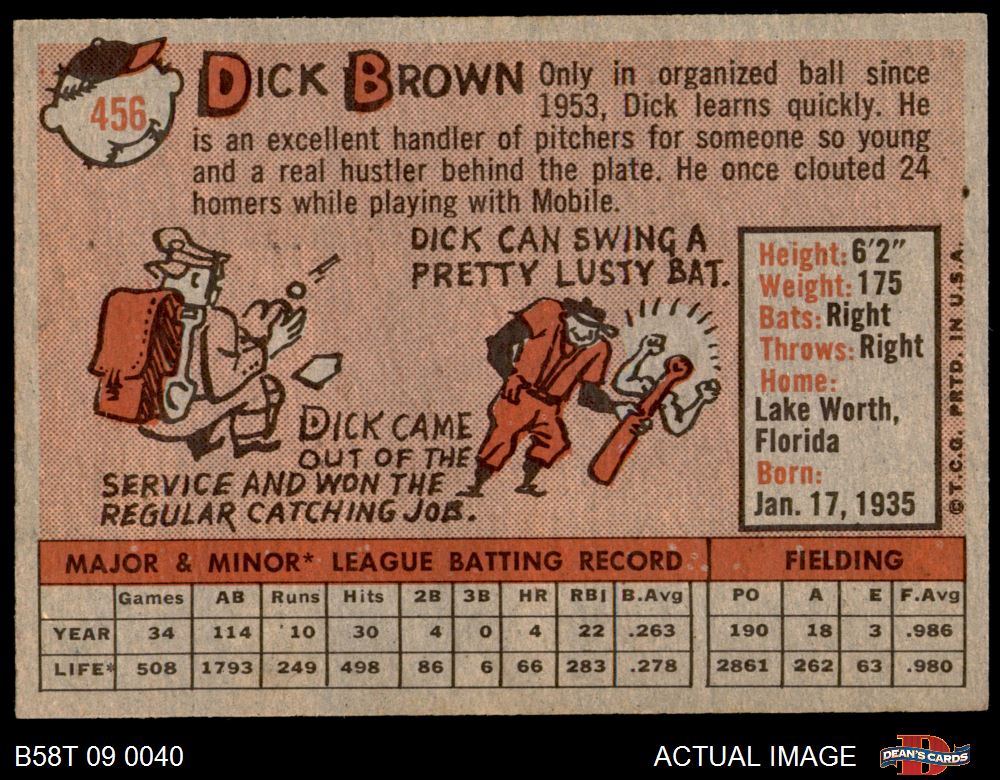 456
DICK BROWN
Only in organized ball since
1953, Dick learns quickly. He
is an excellent handler of pitchers for someone so young
and a real hustler behind the plate. He once clouted 24
homers while playing with Mobile.
DICK CAN SWING A
PRETTY LUSTY BAT.
DICK CAME
OUT OF THE
SERVICE AND WON THE
REGULAR CATCHING JOB.
Height: 6'2"
Weight: 175
Bats: Right
Throws: Right
Home:
Lake Worth,
Florida
Born:
Jan. 17, 1935
©T.C.G. PRTD. IN U.S.A.
MAJOR & MINOR* LEAGUE BATTING RECORD FIELDING
Games AB Runs Hits 2B 3B HR RBI B.Avg PO A E F.Avg
YEAR 34 114 10 30 4 0 4 22 .263 190 18 3 .986
LIFE* 508 1793 249 498 86 6 66 283 .278 2861 262 63 .980
B58T 09 0040
ACTUAL IMAGE
DEAN'S CARDS